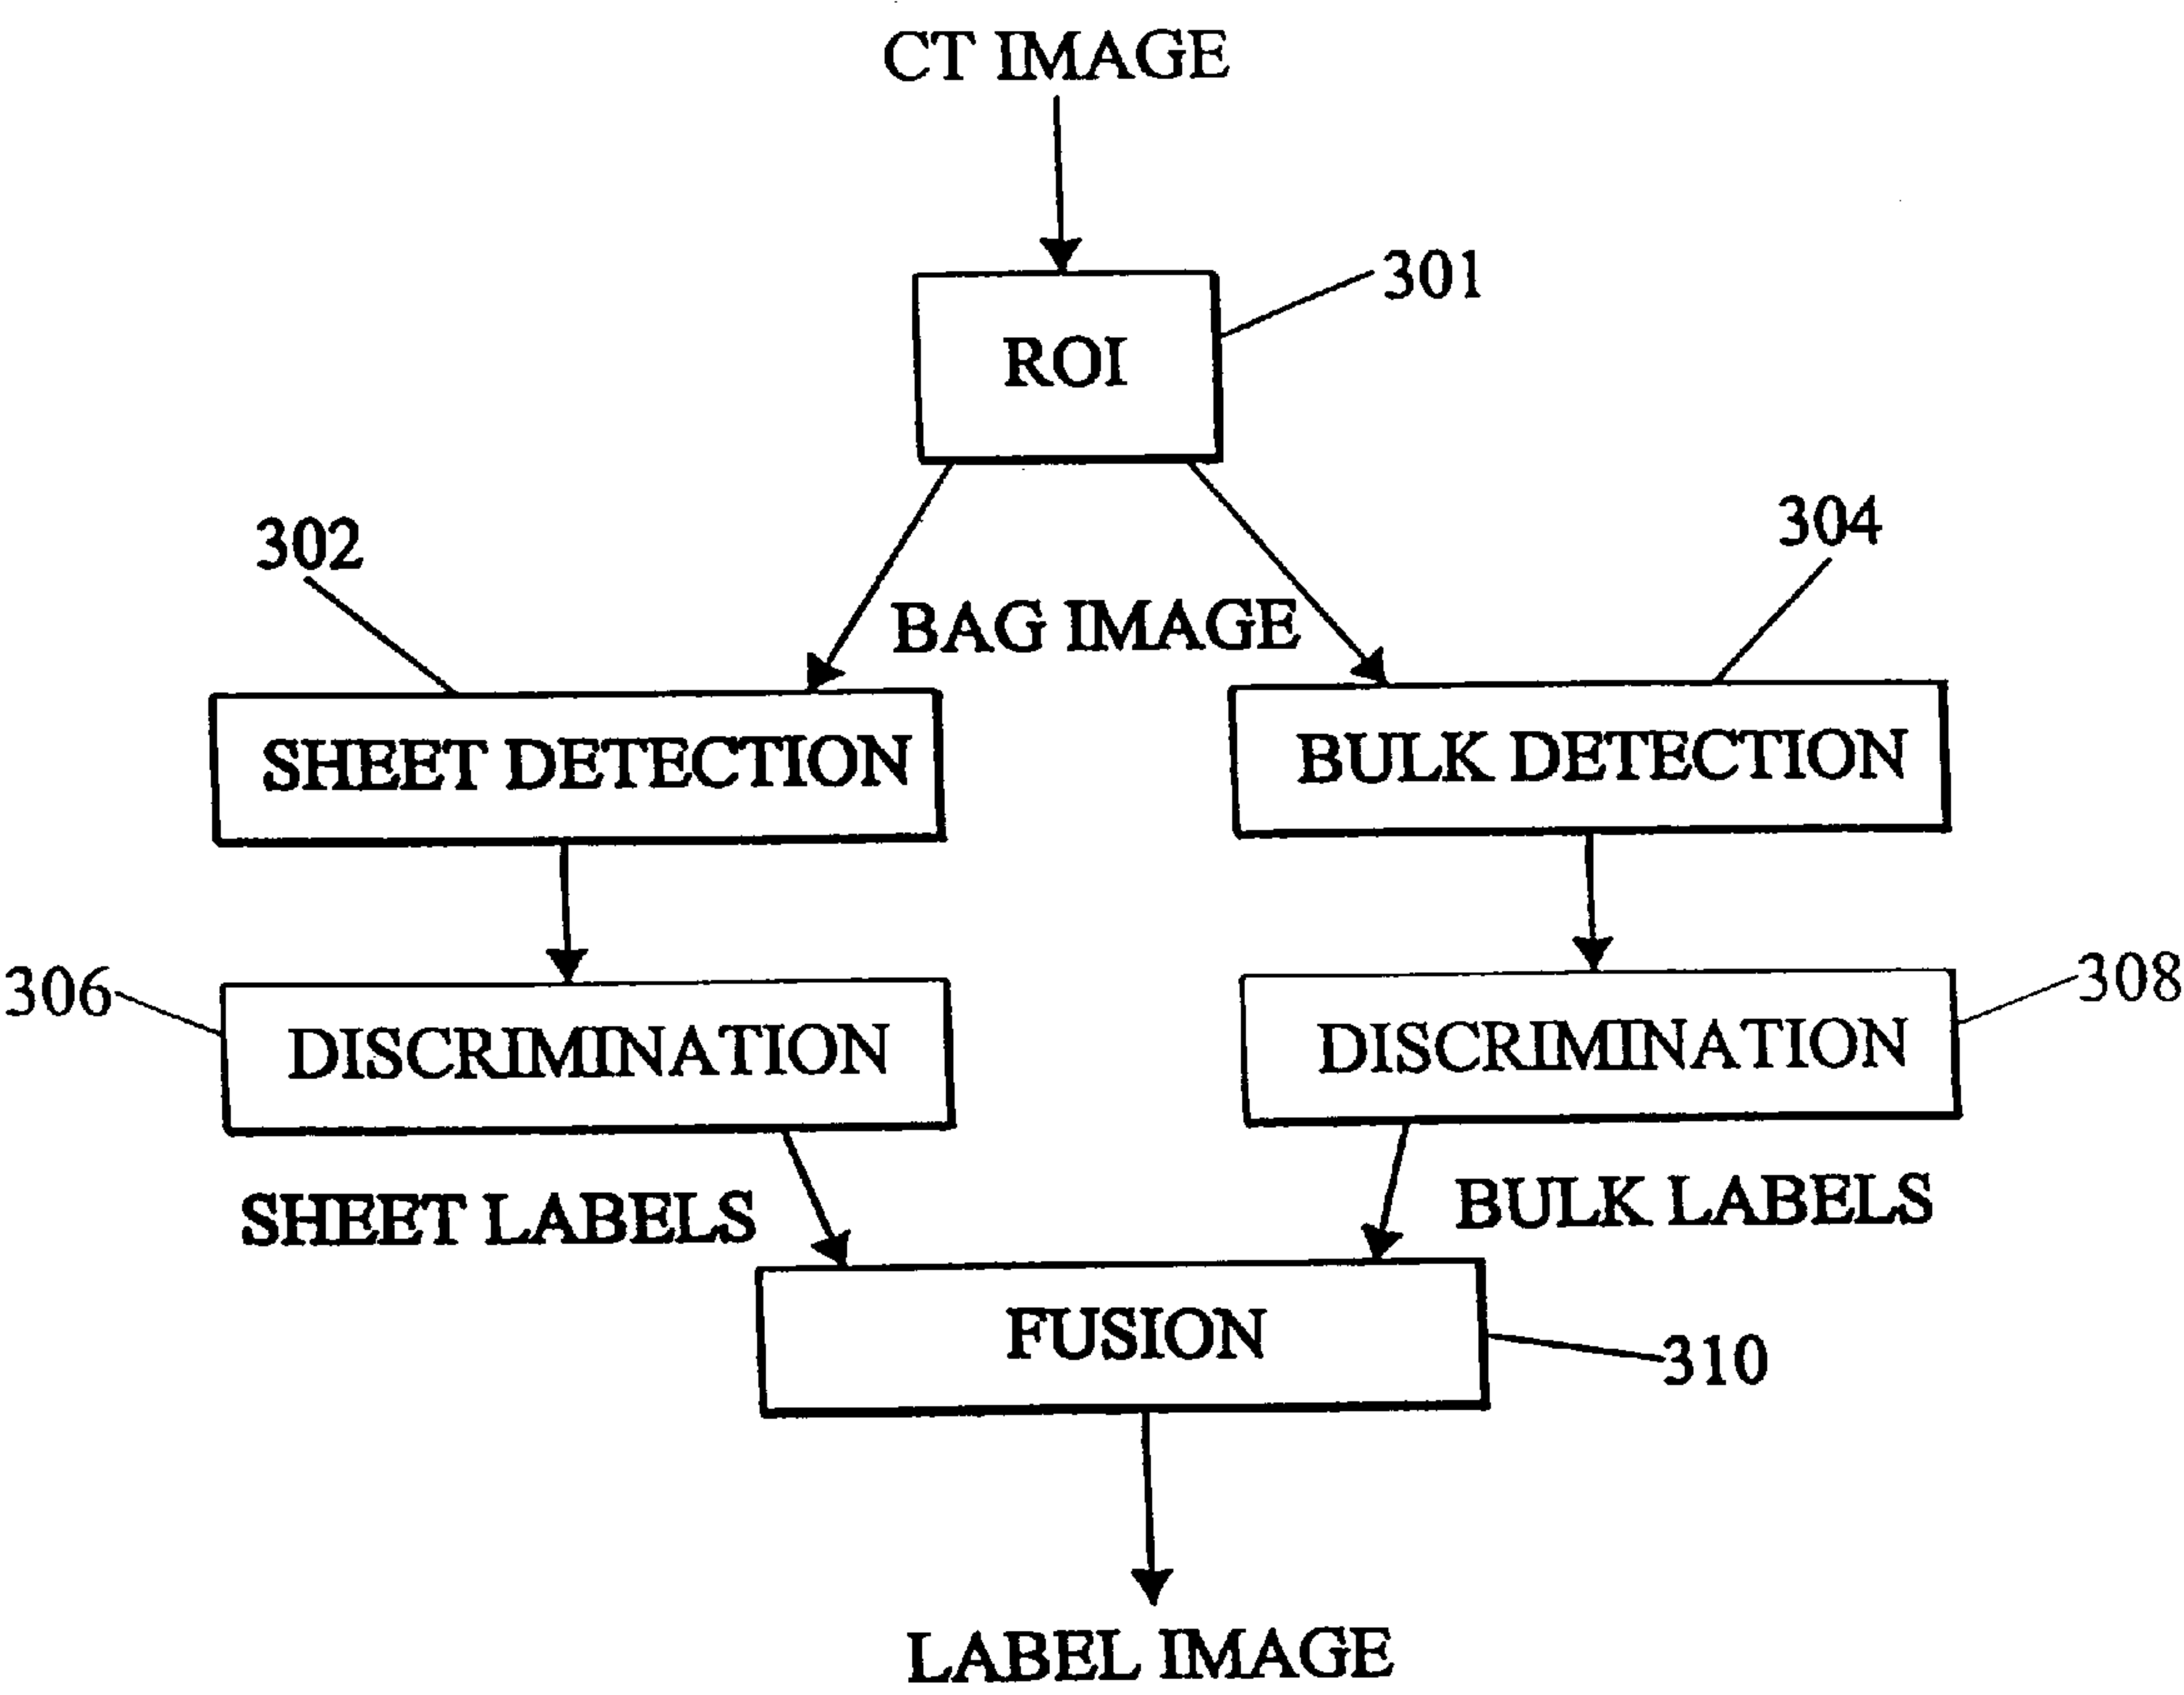 CT IMAGE
301
ROI
302
304
BAG IMAGE
SHEET DETECTION
BULK DETECTION
306
308
DISCRIMINATION
DISCRIMINATION
SHEET LABELS
BULK LABELS
FUSION
310
LABEL IMAGE